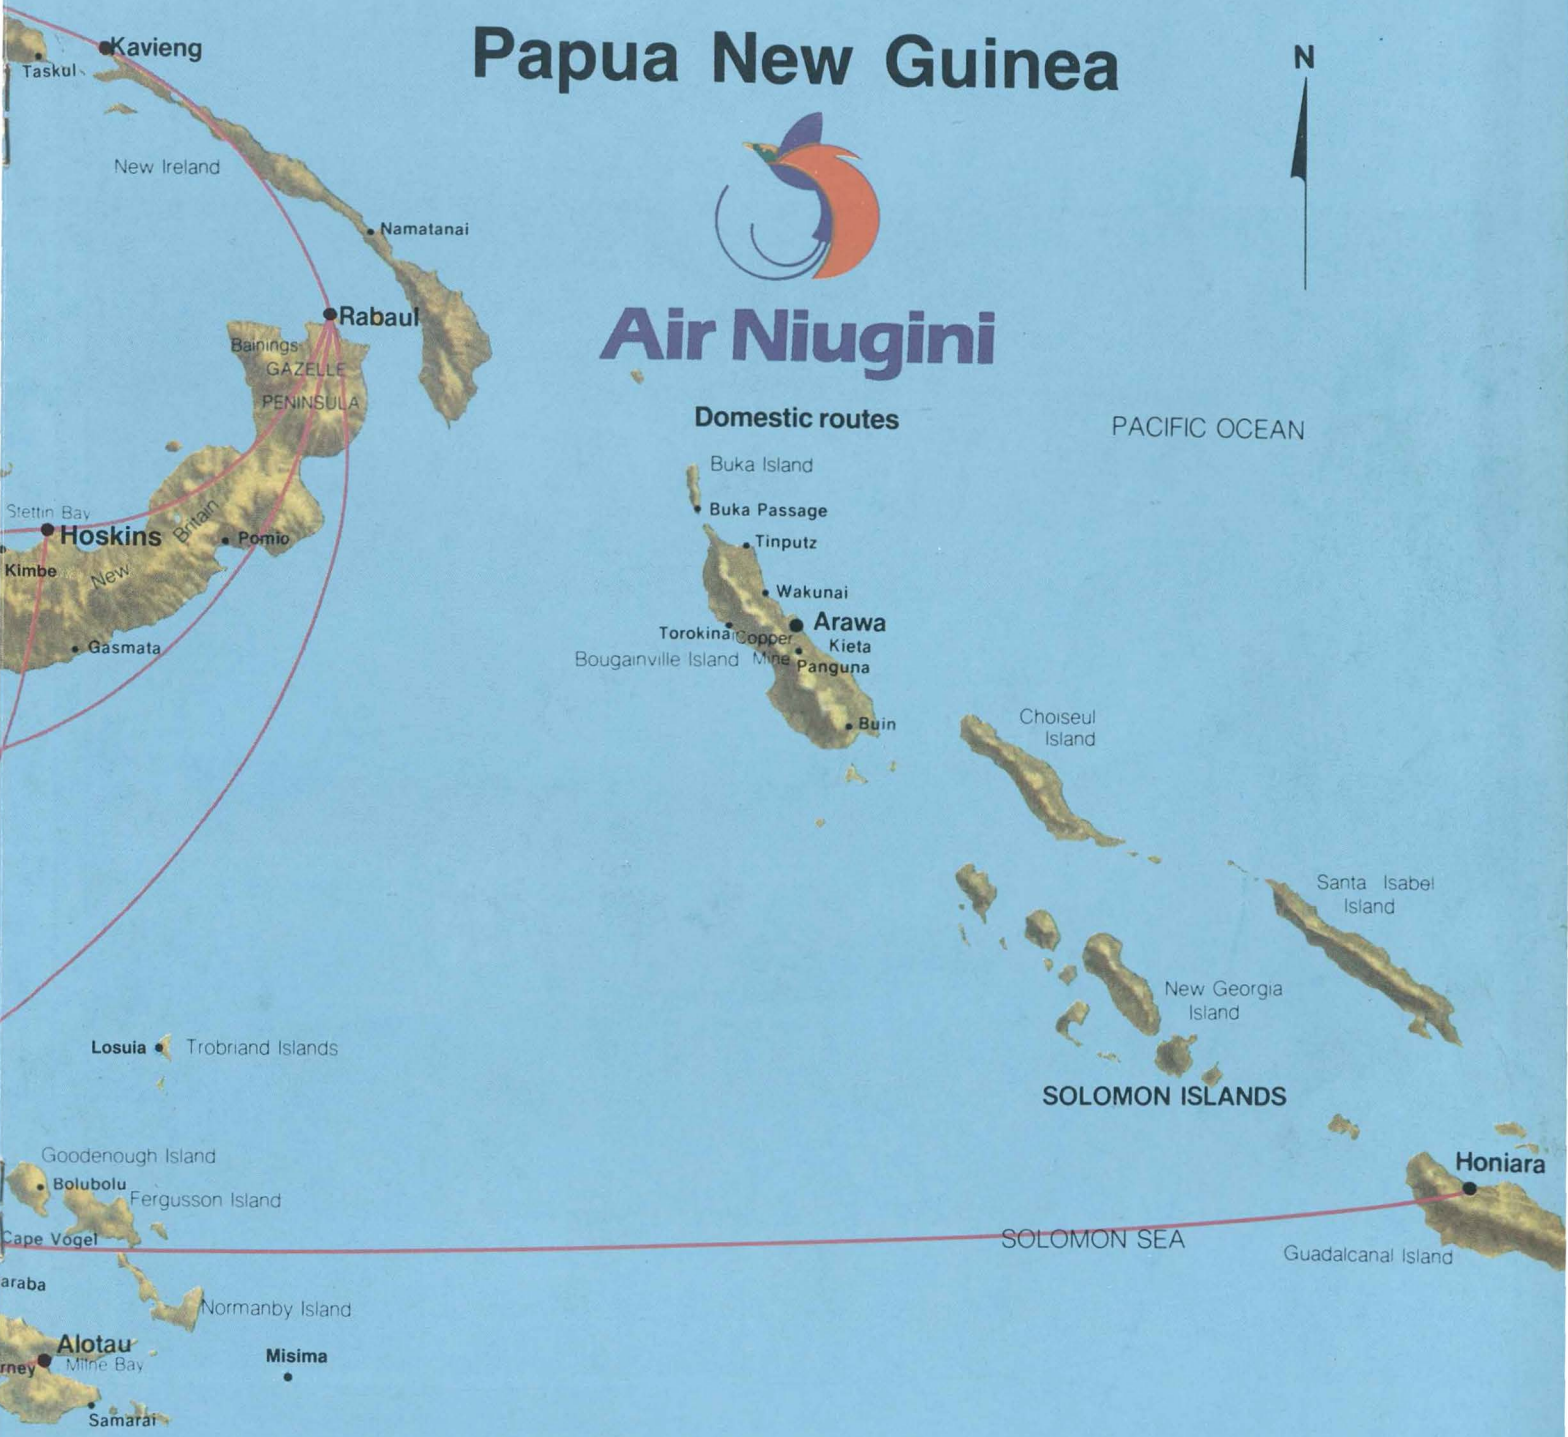 Papua New Guinea
N
Kavieng
Taskul
New Ireland
Namatanai
Rabaul
Bainings
GAZELLE
PENINSULA
Air Niugini
Domestic routes
PACIFIC OCEAN
Buka Island
Buka Passage
Tinputz
Wakunai
Arawa
Torokina
Copper
Mine
Kieta
Bougainville Island
Panguna
Buin
Stettin Bay
Hoskins
New Britain
Pomio
Kimbe
Gasmata
Choiseul
Island
Santa Isabel
Island
New Georgia
Island
SOLOMON ISLANDS
Losuia
Trobriand Islands
Goodenough Island
Bolubolu
Fergusson Island
Cape Vogel
Honiara
SOLOMON SEA
Guadalcanal Island
araba
Normanby Island
Alotau
rney
Milne Bay
Misima
Samarai